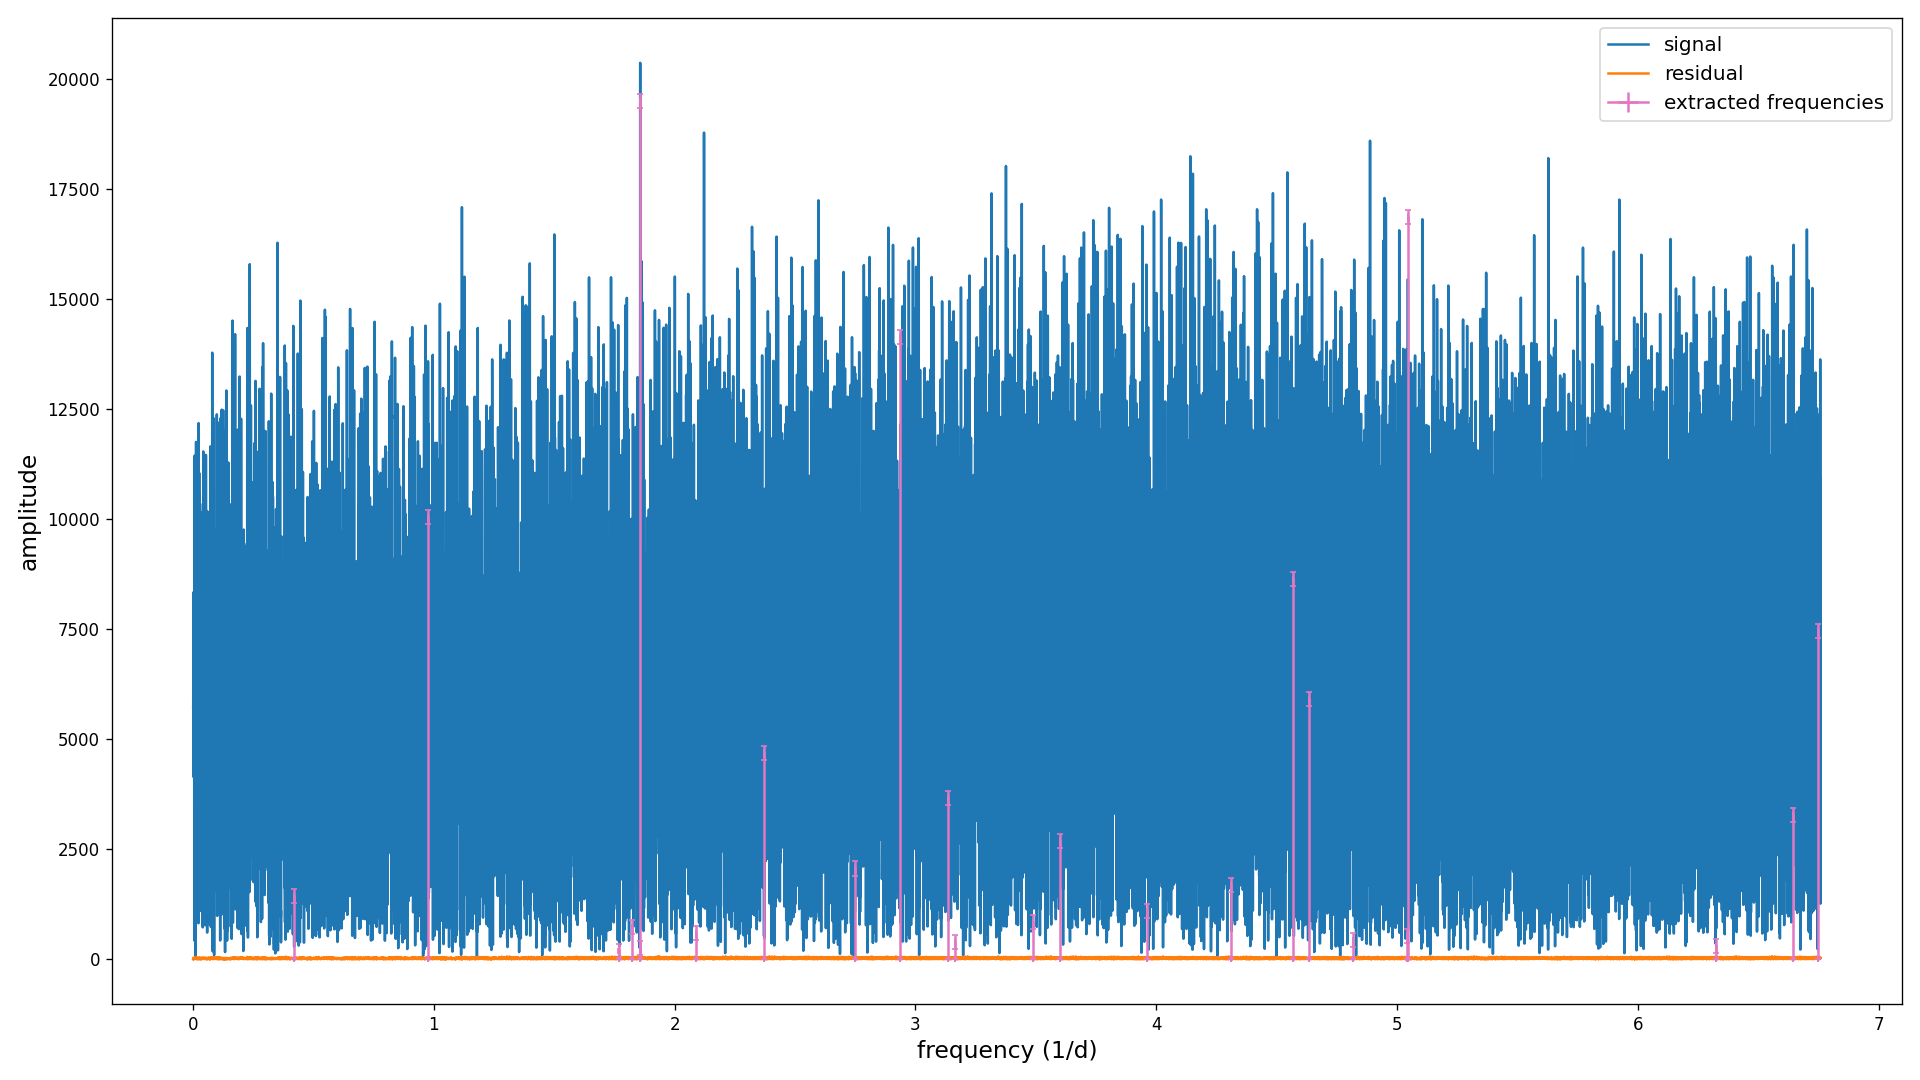 signal
residual
extracted frequencies
20000
17500
15000
12500
10000
7500
5000
2500
0
amplitude
0 1 2 3 4 5 6 7
frequency (1/d)